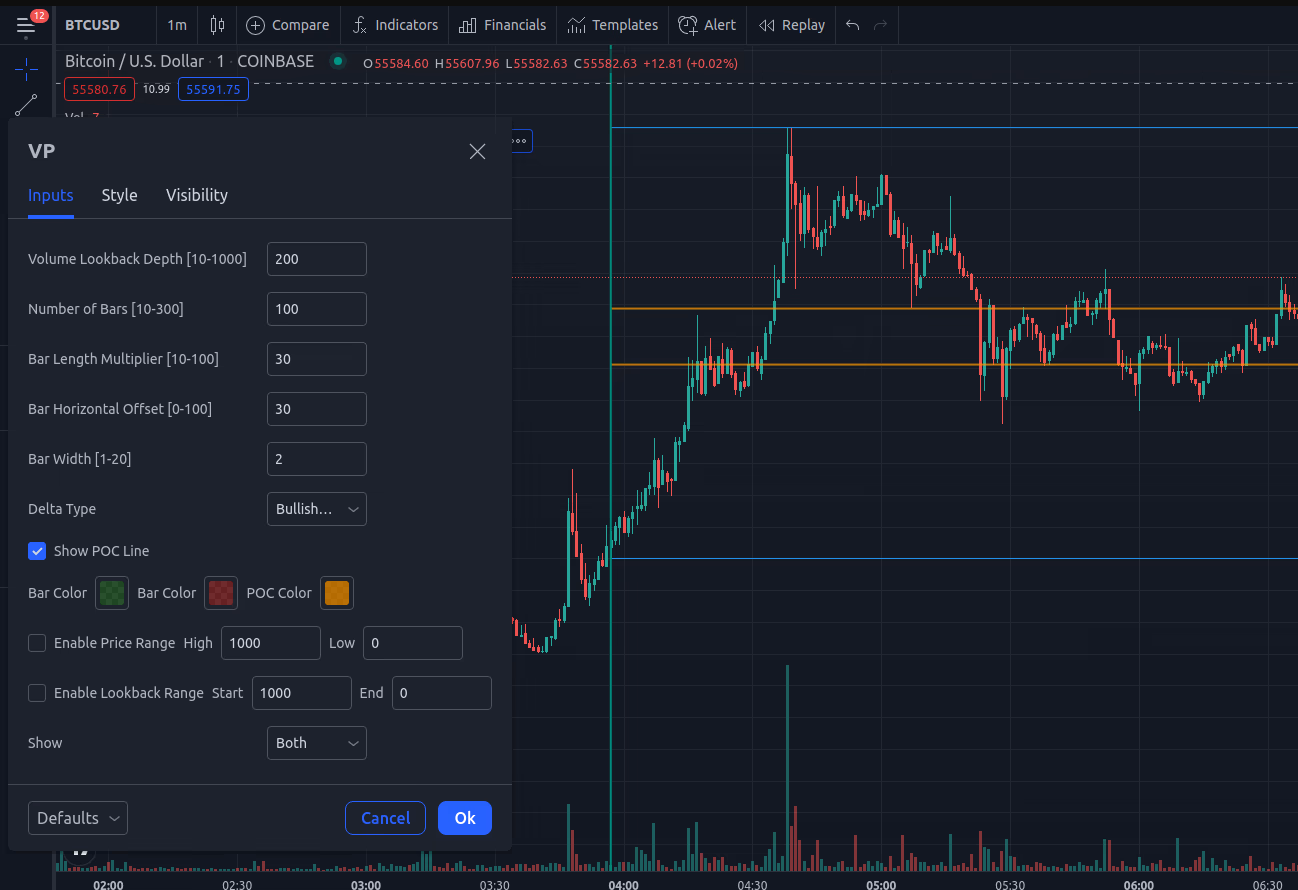 12
BTCUSD 1m Compare Indicators Financials Templates Alert Replay
Bitcoin / U.S. Dollar · 1 · COINBASE O55584.60 H55607.96 L55582.63 C55582.63 +12.81 (+0.02%)
55580.76 10.99 55591.75
Vol 7
VP
Inputs Style Visibility
Volume Lookback Depth [10-1000] 200
Number of Bars [10-300] 100
Bar Length Multiplier [10-100] 30
Bar Horizontal Offset [0-100] 30
Bar Width [1-20] 2
Delta Type Bullish…
Show POC Line
Bar Color Bar Color POC Color
Enable Price Range High 1000 Low 0
Enable Lookback Range Start 1000 End 0
Show Both
Defaults Cancel Ok
02:00 02:30 03:00 03:30 04:00 04:30 05:00 05:30 06:00 06:30